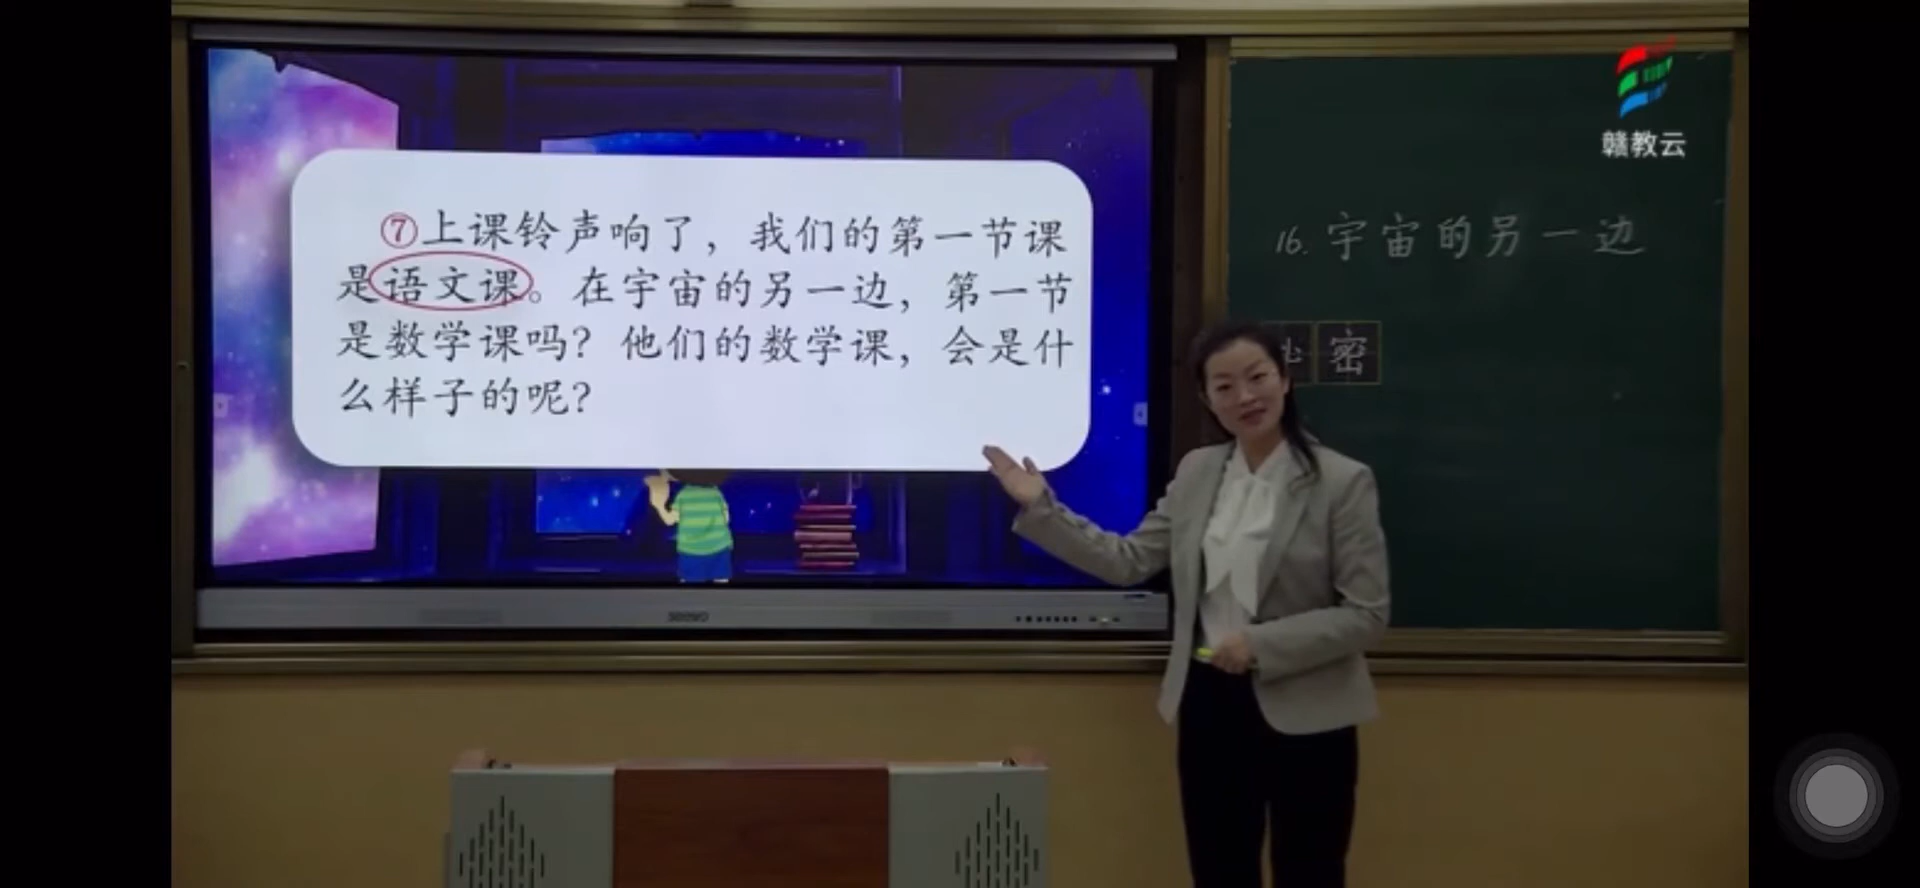 ⑦上课铃声响了，我们的第一节课
是语文课。在宇宙的另一边，第一节
是数学课吗？他们的数学课，会是什
么样子的呢？
赣教云
16.宇宙的另一边
密